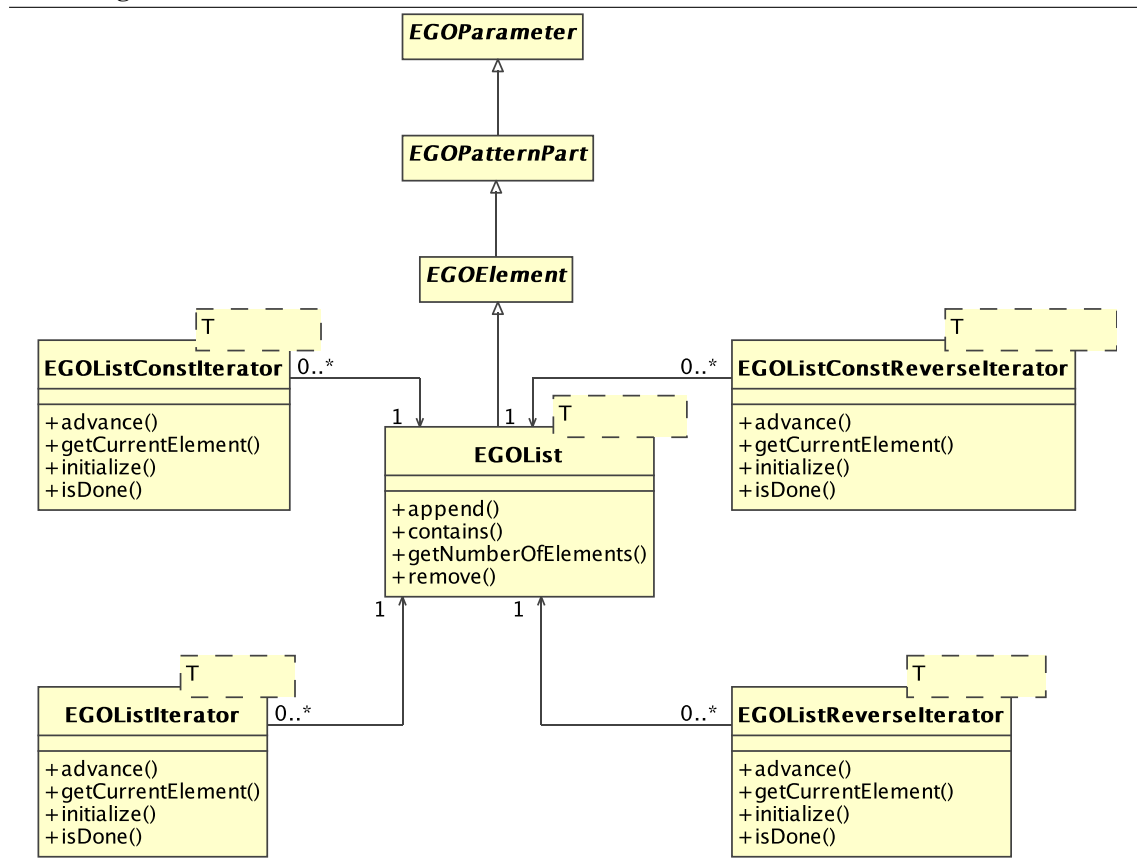 EGOParameter
EGOPatternPart
EGOElement
T
EGOListConstIterator
0..*
+advance()
+getCurrentElement()
+initialize()
+isDone()
T
0..*
EGOListConstReverseIterator
+advance()
+getCurrentElement()
+initialize()
+isDone()
1
1
T
EGOList
+append()
+contains()
+getNumberOfElements()
+remove()
1
1
T
EGOListIterator
0..*
+advance()
+getCurrentElement()
+initialize()
+isDone()
T
0..*
EGOListReverseIterator
+advance()
+getCurrentElement()
+initialize()
+isDone()